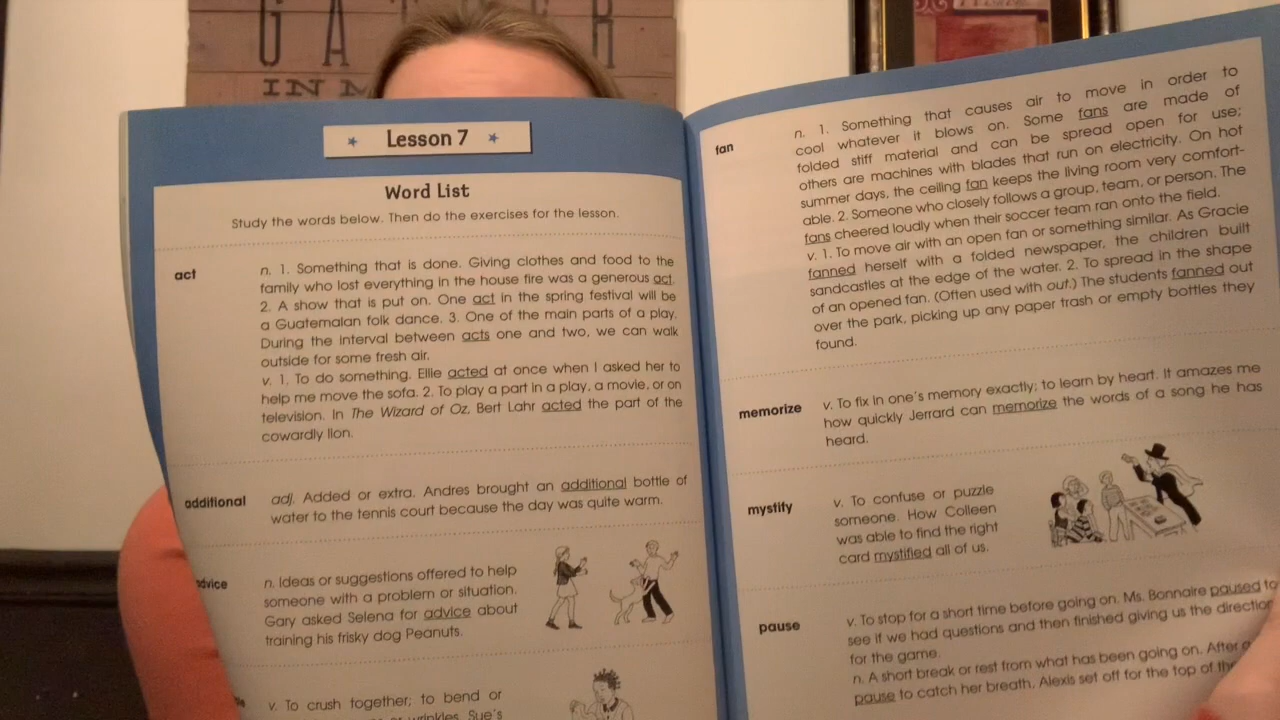 GATHER
IN M
Lesson 7
Word List
Study the words below. Then do the exercises for the lesson.
act
n. 1. Something that is done. Giving clothes and food to the
family who lost everything in the house fire was a generous act.
2. A show that is put on. One act in the spring festival will be
a Guatemalan folk dance. 3. One of the main parts of a play.
During the interval between acts one and two, we can walk
outside for some fresh air.
v. 1. To do something. Ellie acted at once when I asked her to
help me move the sofa. 2. To play a part in a play, a movie, or on
television. In The Wizard of Oz, Bert Lahr acted the part of the
cowardly lion.
additional
adj. Added or extra. Andres brought an additional bottle of
water to the tennis court because the day was quite warm.
advice
n. Ideas or suggestions offered to help
someone with a problem or situation.
Gary asked Selena for advice about
training his frisky dog Peanuts.
v. To crush together; to bend or
wrinkles. Sue's
fan
n. 1. Something that causes air to move in order to
cool whatever it blows on. Some fans are made of
folded stiff material and can be spread open for use;
others are machines with blades that run on electricity. On hot
summer days, the ceiling fan keeps the living room very comfort-
able. 2. Someone who closely follows a group, team, or person. The
fans cheered loudly when their soccer team ran onto the field.
v. 1. To move air with an open fan or something similar. As Gracie
fanned herself with a folded newspaper, the children built
sandcastles at the edge of the water. 2. To spread in the shape
of an opened fan. (Often used with out.) The students fanned out
over the park, picking up any paper trash or empty bottles they
found.
memorize
v. To fix in one's memory exactly; to learn by heart. It amazes me
how quickly Jerrard can memorize the words of a song he has
heard.
mystify
v. To confuse or puzzle
someone. How Colleen
was able to find the right
card mystified all of us.
pause
v. To stop for a short time before going on. Ms. Bonnaire paused to
see if we had questions and then finished giving us the direction
for the game.
n. A short break or rest from what has been going on. After a
pause to catch her breath, Alexis set off for the top of the